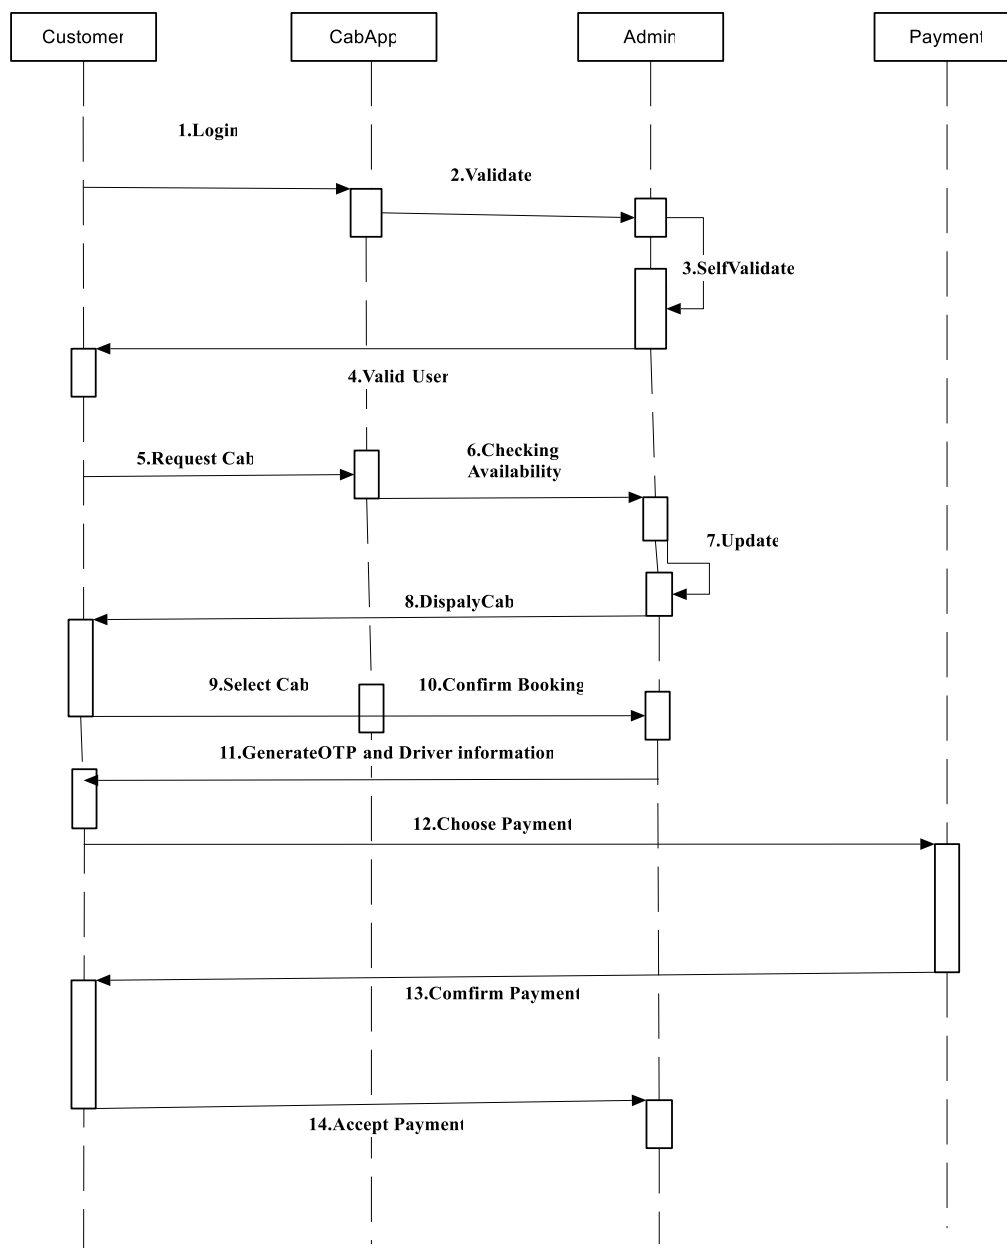 Customer
CabApp
Admin
Payment
1.Login
2.Validate
3.SelfValidate
4.Valid User
5.Request Cab
6.Checking
Availability
7.Update
8.DispalyCab
9.Select Cab
10.Confirm Booking
11.GenerateOTP and Driver information
12.Choose Payment
13.Comfirm Payment
14.Accept Payment